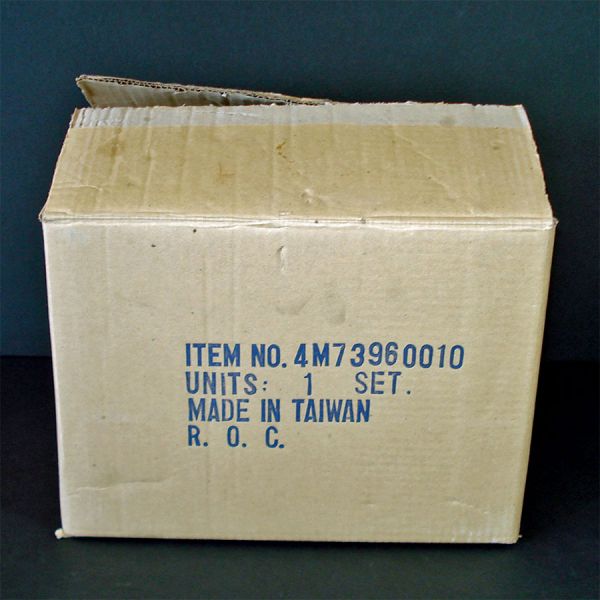 ITEM NO. 4M73960010
UNITS: 1 SET.
MADE IN TAIWAN
R. O. C.